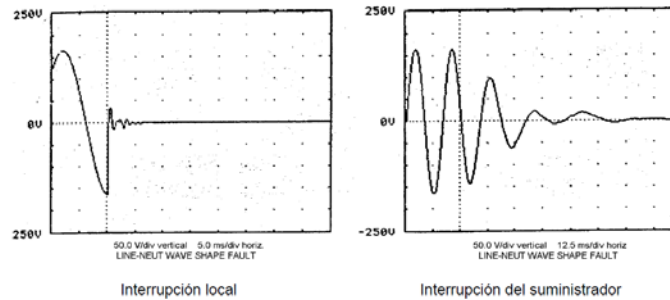 250V
0V
250V
50.0 V/div vertical 5.0 ms/div horiz.
LINE-NEUT WAVE SHAPE FAULT
Interrupción local
250V
0V
-250V
50.0 V/div vertical 12.5 ms/div horiz.
LINE-NEUT WAVE SHAPE FAULT
Interrupción del suministrador